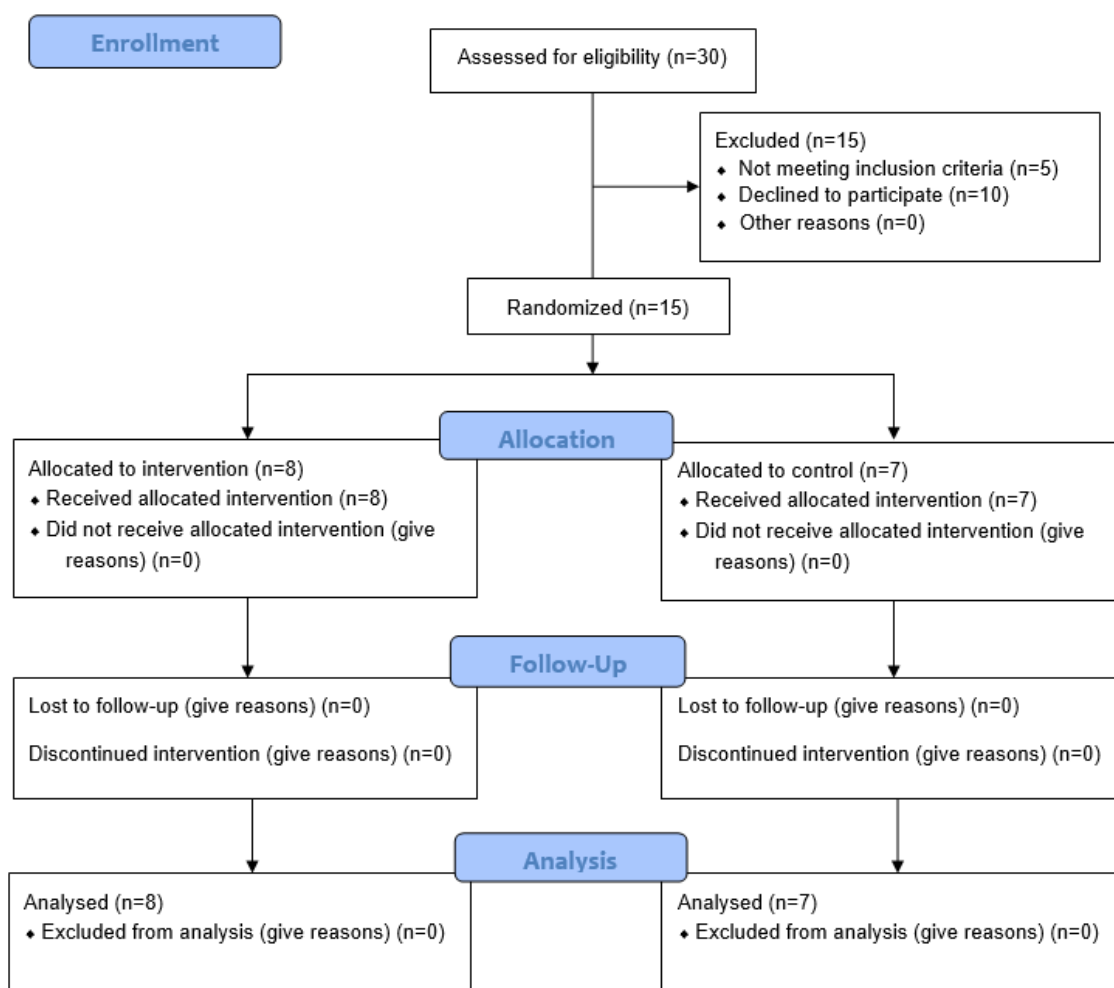 Enrollment
Assessed for eligibility (n=30)
Excluded (n=15)
⬥ Not meeting inclusion criteria (n=5)
⬥ Declined to participate (n=10)
⬥ Other reasons (n=0)
Randomized (n=15)
Allocation
Allocated to intervention (n=8)
⬥ Received allocated intervention (n=8)
⬥ Did not receive allocated intervention (give
reasons) (n=0)
Allocated to control (n=7)
⬥ Received allocated intervention (n=7)
⬥ Did not receive allocated intervention (give
reasons) (n=0)
Follow-Up
Lost to follow-up (give reasons) (n=0)
Discontinued intervention (give reasons) (n=0)
Lost to follow-up (give reasons) (n=0)
Discontinued intervention (give reasons) (n=0)
Analysis
Analysed (n=8)
⬥ Excluded from analysis (give reasons) (n=0)
Analysed (n=7)
⬥ Excluded from analysis (give reasons) (n=0)